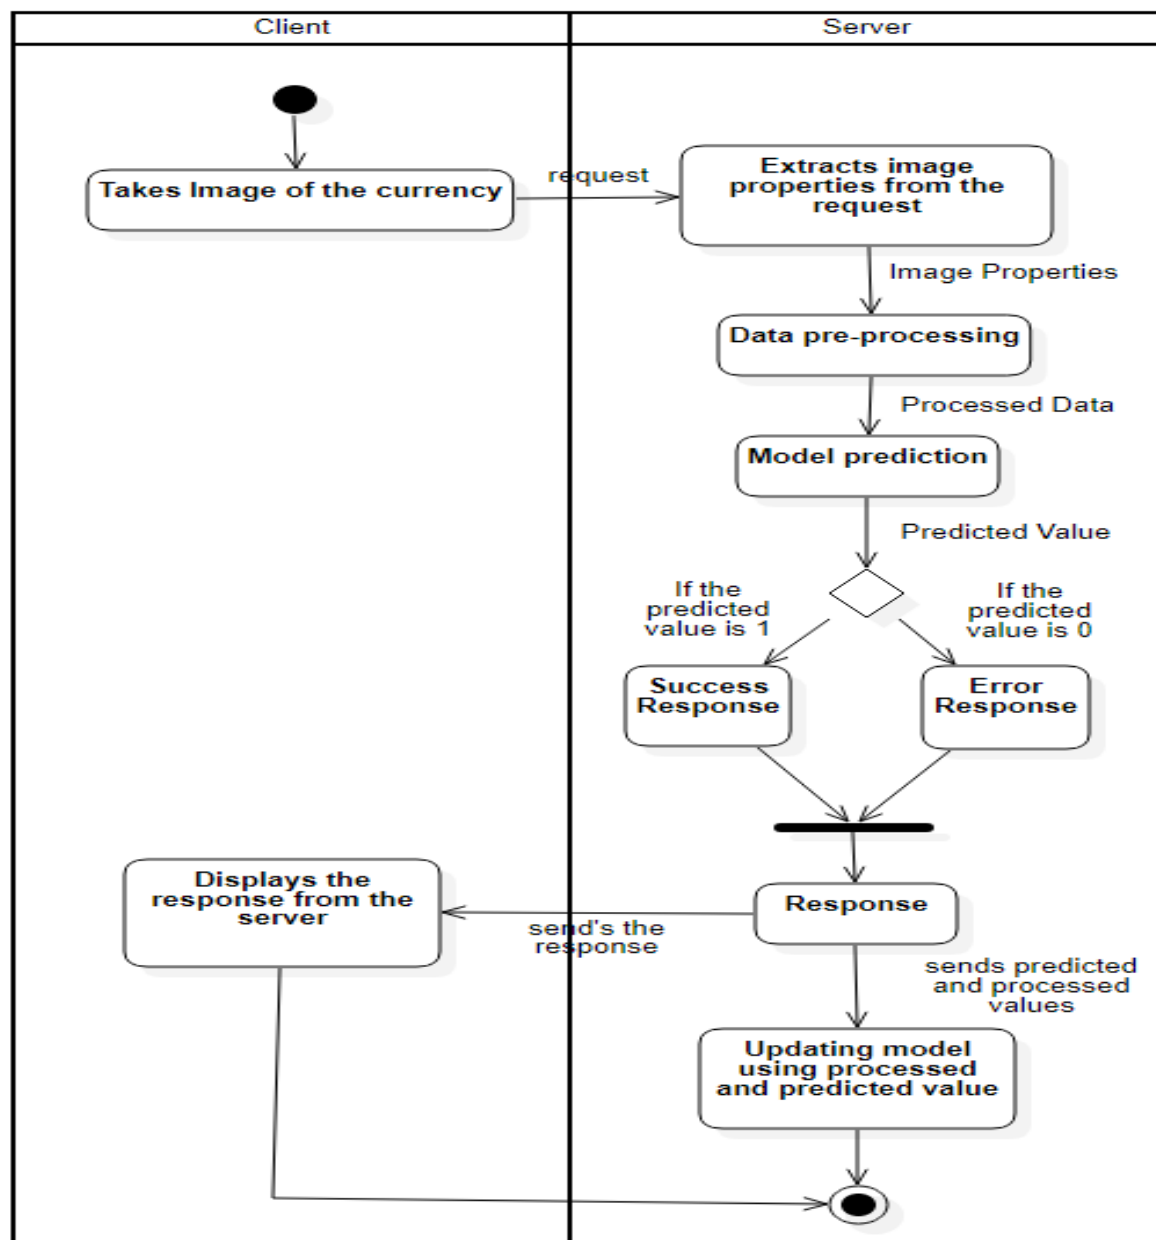 Client
Server
Takes Image of the currency
request
Extracts image
properties from the
request
Image Properties
Data pre-processing
Processed Data
Model prediction
Predicted Value
If the
predicted
value is 1
If the
predicted
value is 0
Success
Response
Error
Response
Displays the
response from the
server
send's the
response
Response
sends predicted
and processed
values
Updating model
using processed
and predicted value